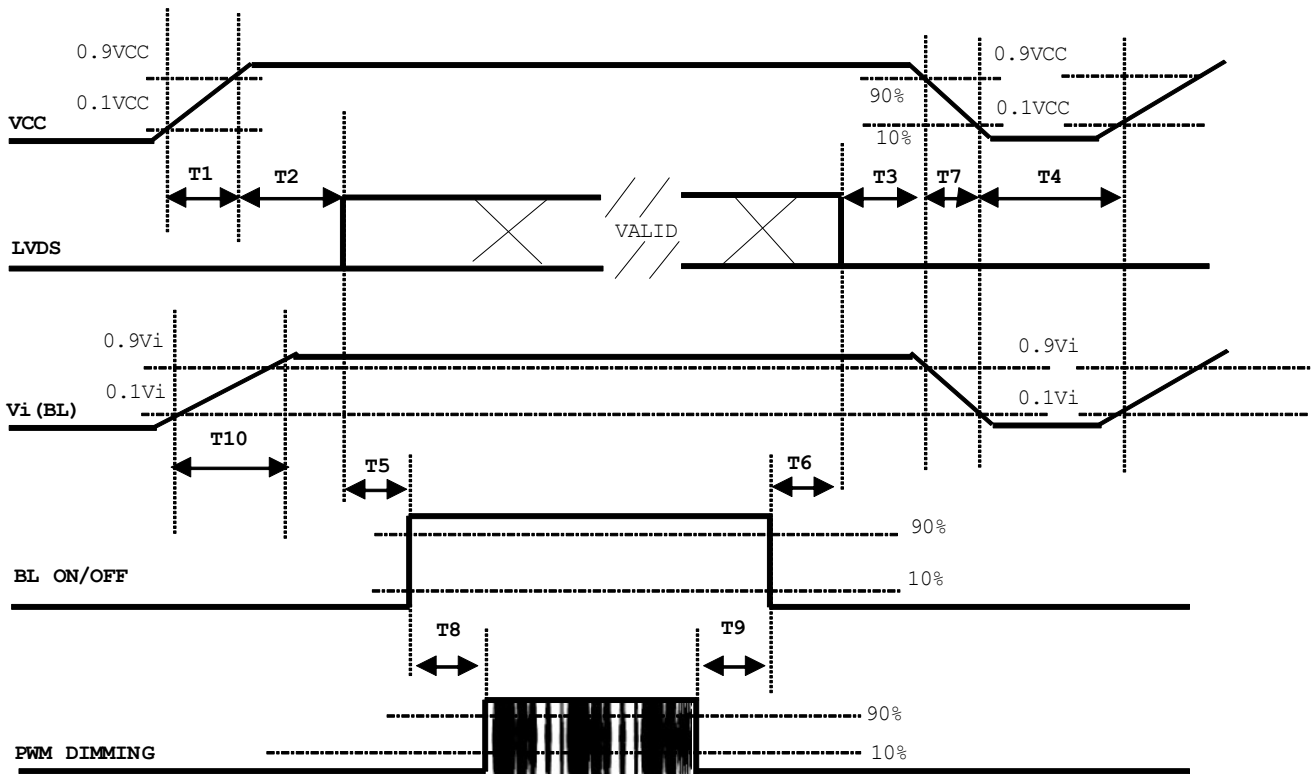 0.9VCC
0.9VCC
90%
0.1VCC
0.1VCC
VCC
10%
T1
T2
T3
T7
T4
VALID
LVDS
0.9Vi
0.9Vi
0.1Vi
0.1Vi
Vi(BL)
T10
T5
T6
90%
BL ON/OFF
10%
T8
T9
90%
PWM DIMMING
10%